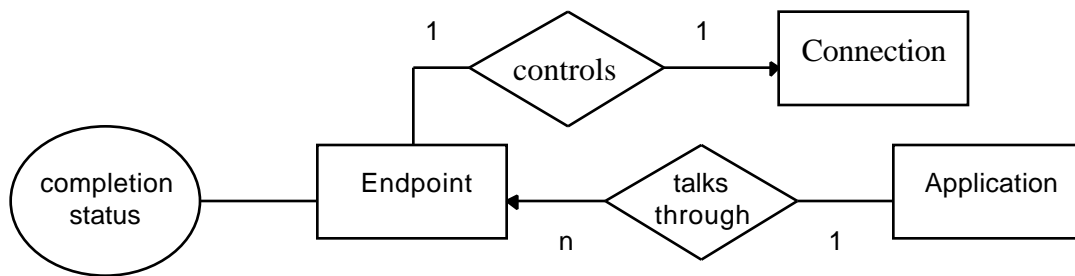 1
1
controls
Connection
completion
status
Endpoint
talks
through
Application
n
1